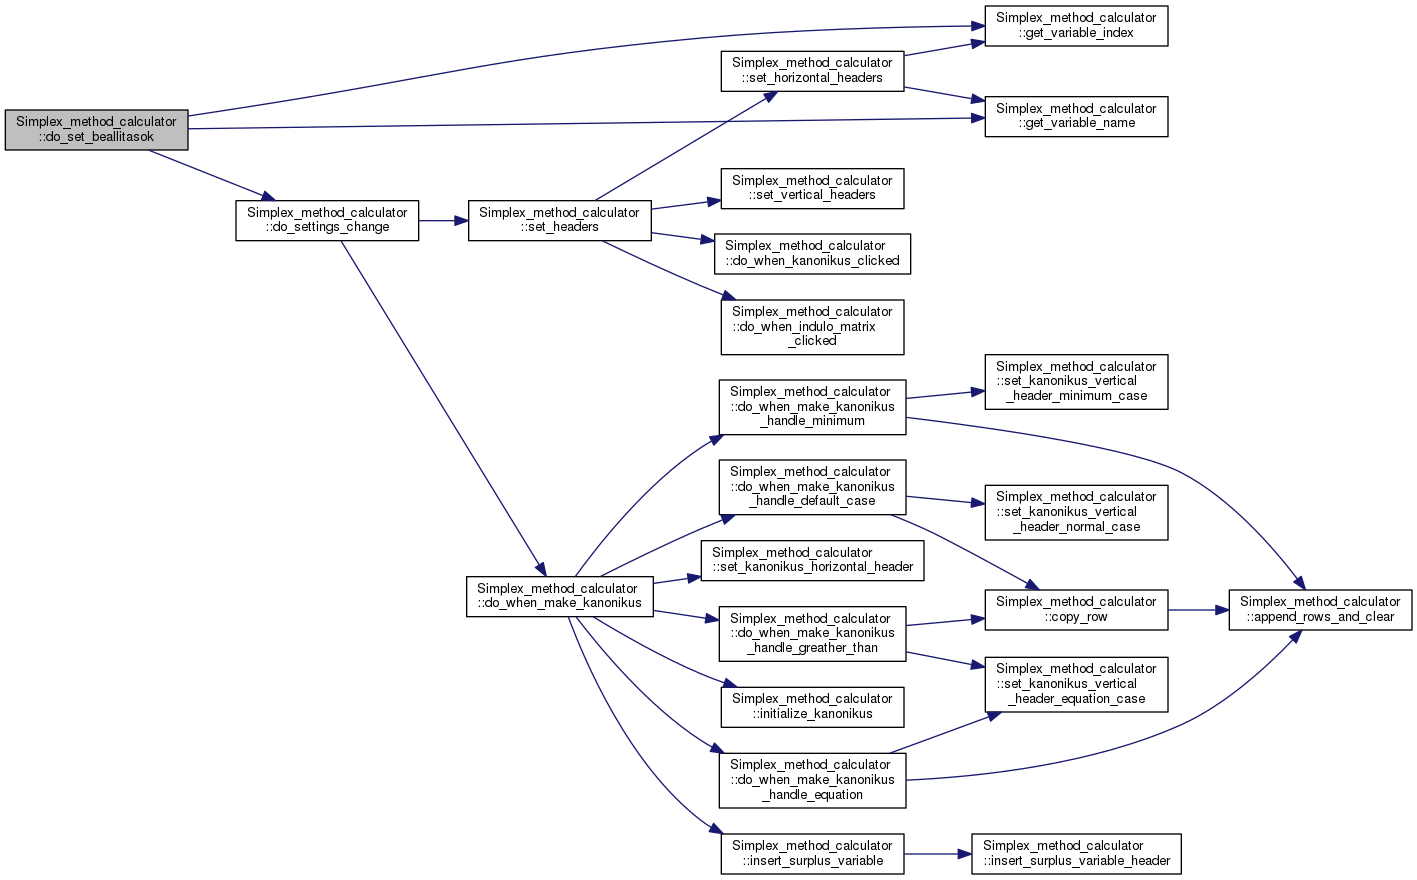 Simplex_method_calculator
::do_set_beallitasok
Simplex_method_calculator
::do_settings_change
Simplex_method_calculator
::set_headers
Simplex_method_calculator
::do_when_make_kanonikus
Simplex_method_calculator
::set_horizontal_headers
Simplex_method_calculator
::set_vertical_headers
Simplex_method_calculator
::do_when_kanonikus_clicked
Simplex_method_calculator
::do_when_indulo_matrix
_clicked
Simplex_method_calculator
::do_when_make_kanonikus
_handle_minimum
Simplex_method_calculator
::do_when_make_kanonikus
_handle_default_case
Simplex_method_calculator
::set_kanonikus_horizontal_header
Simplex_method_calculator
::do_when_make_kanonikus
_handle_greather_than
Simplex_method_calculator
::initialize_kanonikus
Simplex_method_calculator
::do_when_make_kanonikus
_handle_equation
Simplex_method_calculator
::insert_surplus_variable
Simplex_method_calculator
::get_variable_index
Simplex_method_calculator
::get_variable_name
Simplex_method_calculator
::set_kanonikus_vertical
_header_minimum_case
Simplex_method_calculator
::set_kanonikus_vertical
_header_normal_case
Simplex_method_calculator
::copy_row
Simplex_method_calculator
::set_kanonikus_vertical
_header_equation_case
Simplex_method_calculator
::insert_surplus_variable_header
Simplex_method_calculator
::append_rows_and_clear